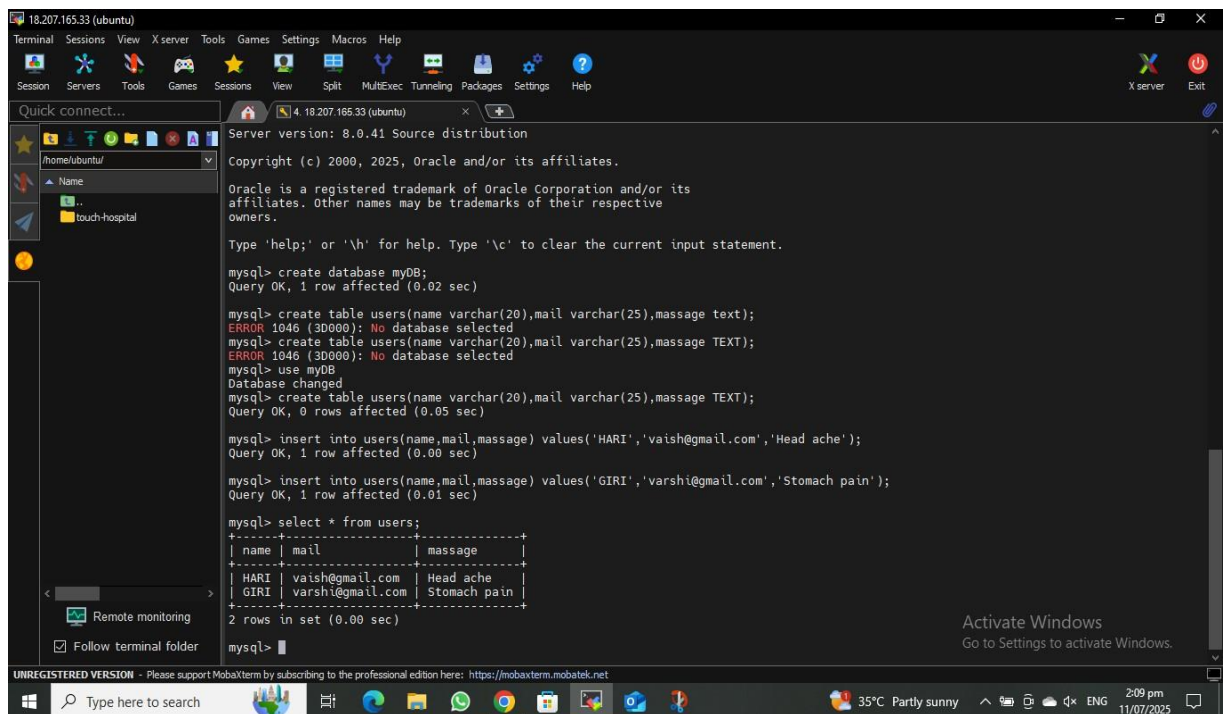 18.207.165.33 (ubuntu)
Terminal Sessions View X server Tools Games Settings Macros Help
Session Servers Tools Games Sessions View Split MultiExec Tunneling Packages Settings Help X server Exit
Quick connect...
4. 18.207.165.33 (ubuntu)
/home/ubuntu/
Name
..
touch-hospital
Server version: 8.0.41 Source distribution
Copyright (c) 2000, 2025, Oracle and/or its affiliates.
Oracle is a registered trademark of Oracle Corporation and/or its
affiliates. Other names may be trademarks of their respective
owners.
Type 'help;' or '\h' for help. Type '\c' to clear the current input statement.
mysql> create database myDB;
Query OK, 1 row affected (0.02 sec)
mysql> create table users(name varchar(20),mail varchar(25),massage text);
ERROR 1046 (3D000): No database selected
mysql> create table users(name varchar(20),mail varchar(25),massage TEXT);
ERROR 1046 (3D000): No database selected
mysql> use myDB
Database changed
mysql> create table users(name varchar(20),mail varchar(25),massage TEXT);
Query OK, 0 rows affected (0.05 sec)
mysql> insert into users(name,mail,massage) values('HARI','vaish@gmail.com','Head ache');
Query OK, 1 row affected (0.00 sec)
mysql> insert into users(name,mail,massage) values('GIRI','varshi@gmail.com','Stomach pain');
Query OK, 1 row affected (0.01 sec)
mysql> select * from users;
+------+------------------+--------------+
| name | mail | massage |
+------+------------------+--------------+
| HARI | vaish@gmail.com | Head ache |
| GIRI | varshi@gmail.com | Stomach pain |
+------+------------------+--------------+
2 rows in set (0.00 sec)
mysql>
Remote monitoring
Follow terminal folder
Activate Windows
Go to Settings to activate Windows.
UNREGISTERED VERSION - Please support MobaXterm by subscribing to the professional edition here: https://mobaxterm.mobatek.net
Type here to search
35°C Partly sunny
ENG
2:09 pm
11/07/2025